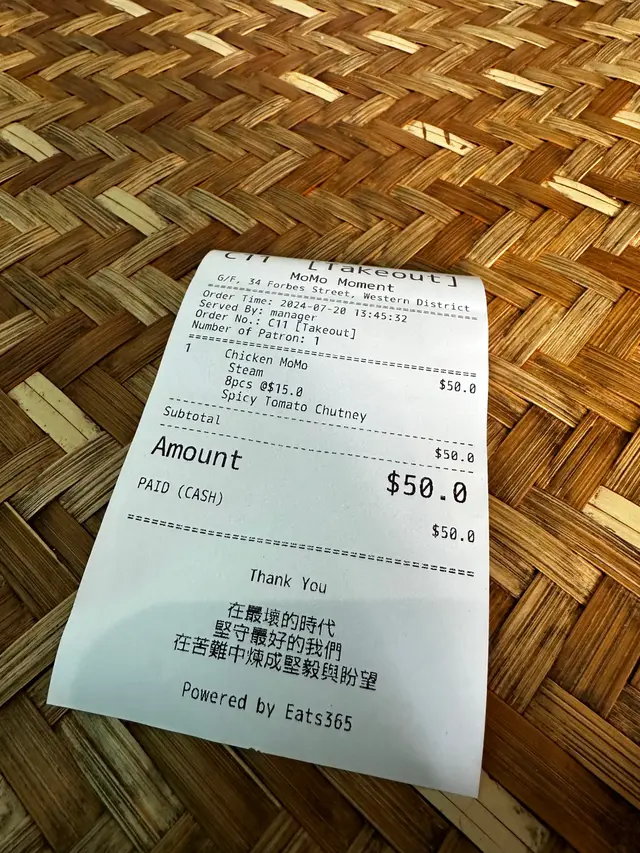 C11 [Takeout]
MoMo Moment
G/F, 34 Forbes Street, Western District
Order Time: 2024-07-20 13:45:32
Served By: manager
Order No.: C11 [Takeout]
Number of Patron: 1
1 Chicken MoMo $50.0
Steam
8pcs @$15.0
Spicy Tomato Chutney
Subtotal $50.0
Amount $50.0
PAID (CASH) $50.0
Thank You
在最壞的時代
堅守最好的我們
在苦難中煉成堅毅與盼望
Powered by Eats365